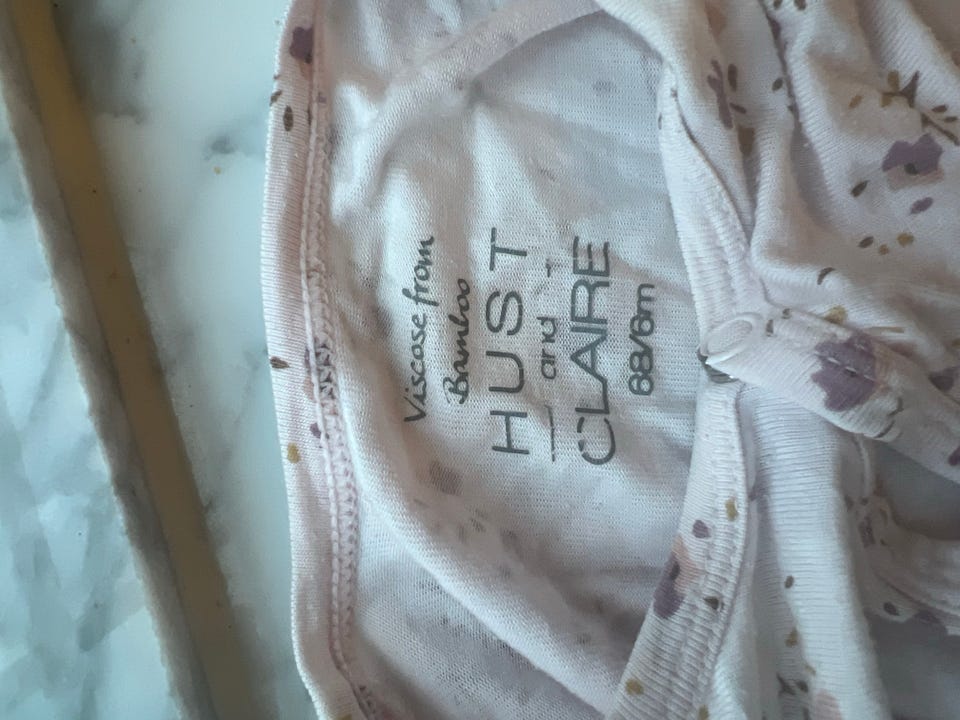 Viscose from
Bamboo
HUST
and
CLAIRE
68/6m